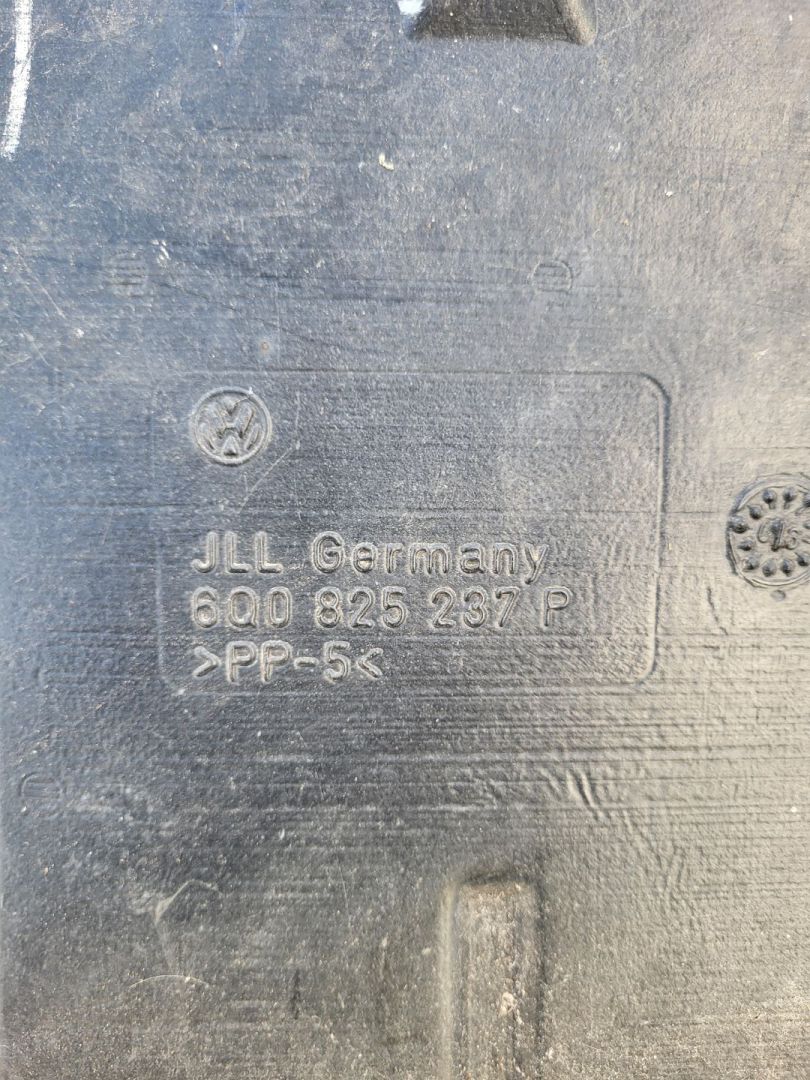 JLL Germany
6Q0 825 237 P
>PP-5<